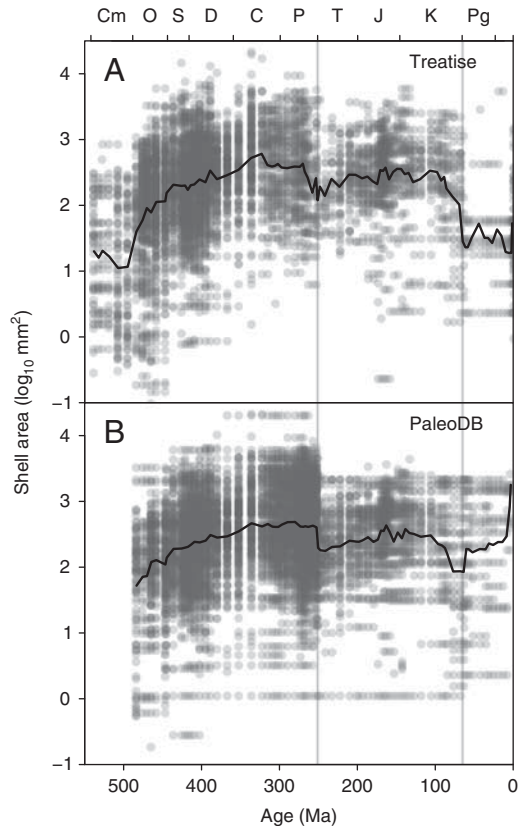 Cm O S D C P T J K Pg
A
Treatise
4
3
2
1
0
−1
Shell area (log10 mm2)
B
PaleoDB
4
3
2
1
0
−1
500 400 300 200 100 0
Age (Ma)